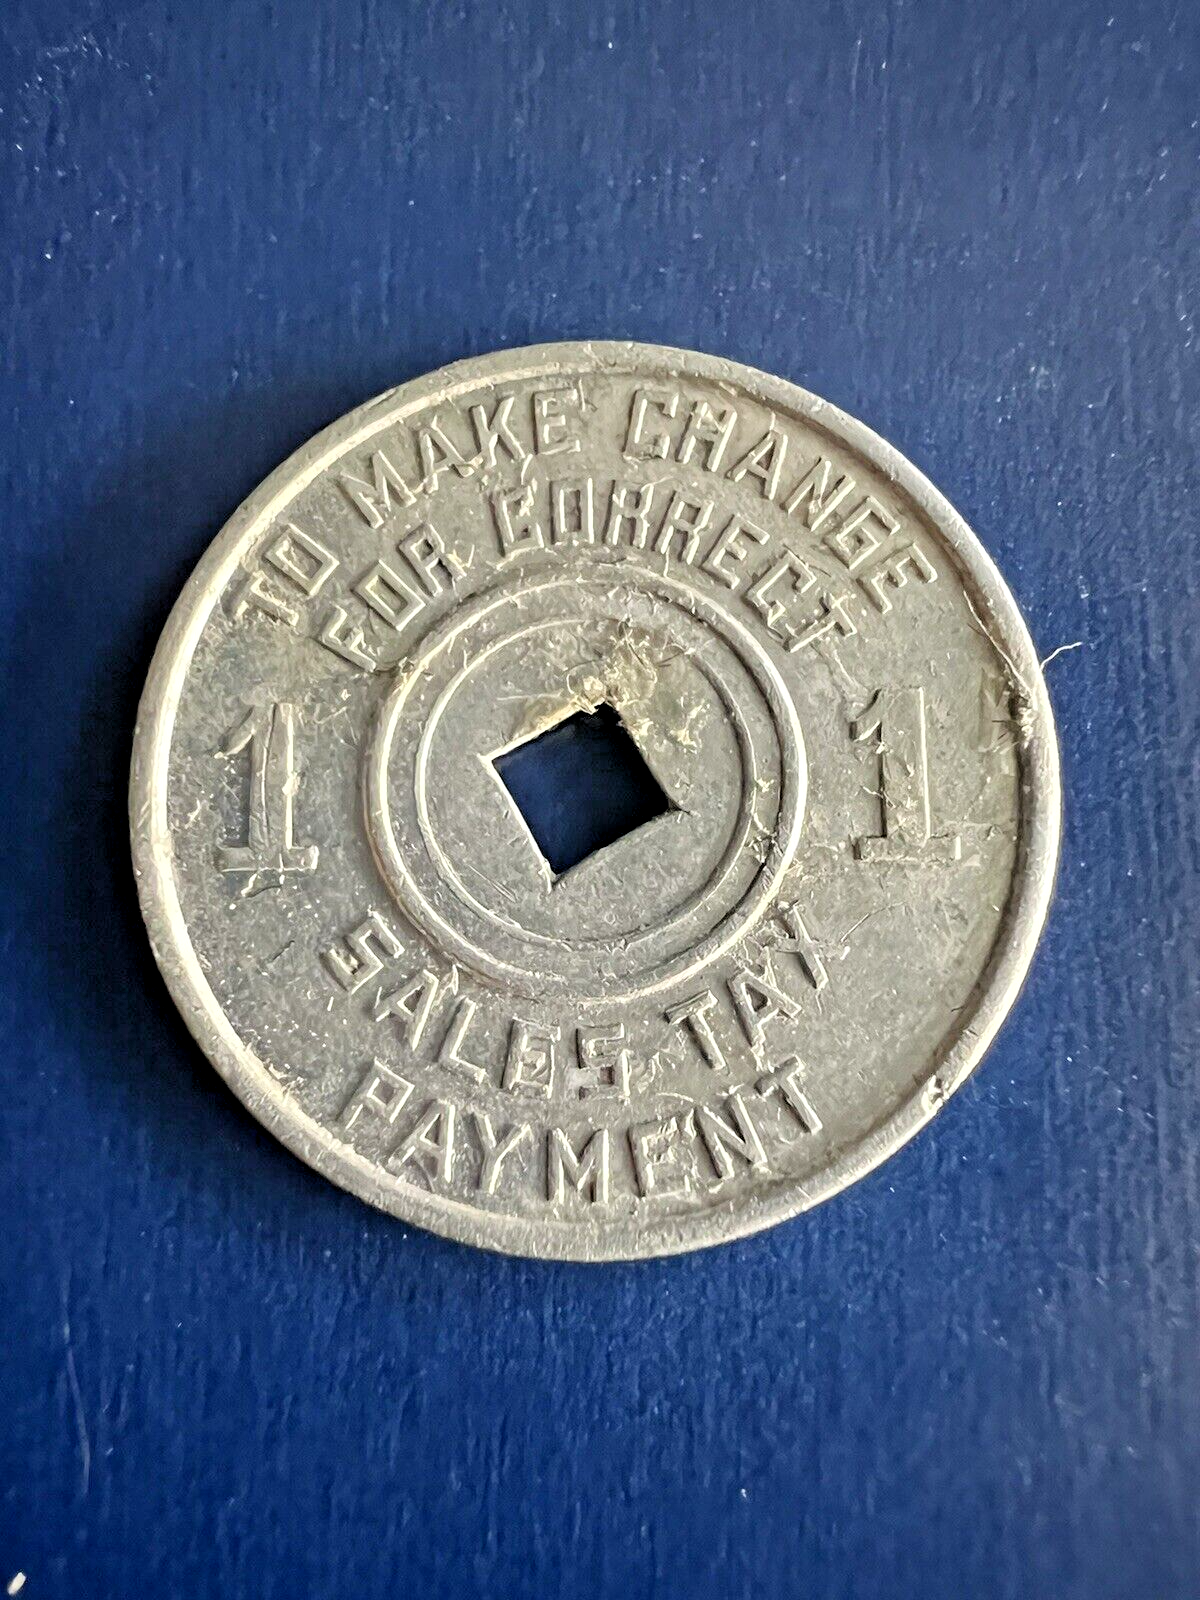 TO MAKE CHANGE
FOR CORRECT
1 1
SALES TAX
PAYMENT